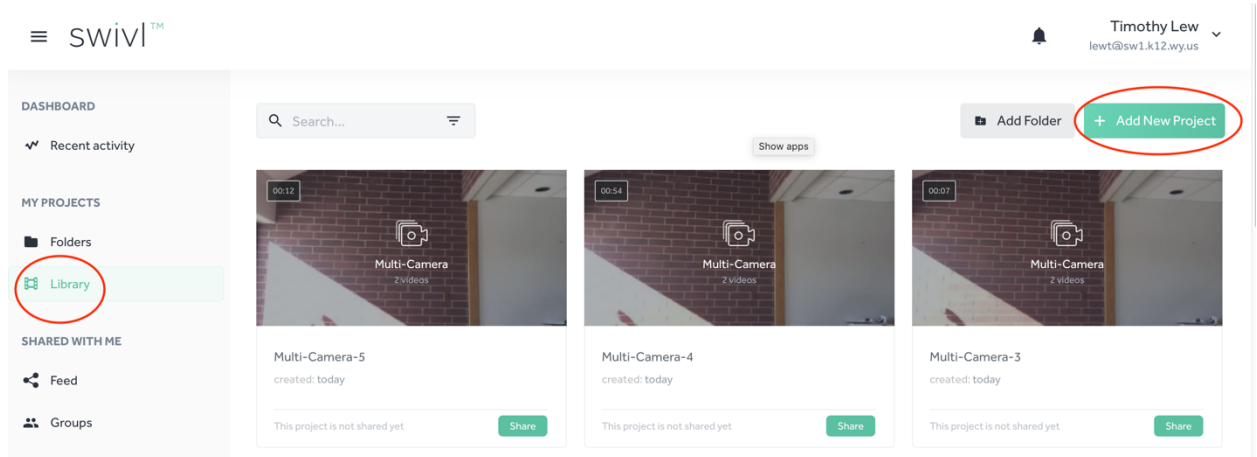 swivl™
Timothy Lew
lewt@sw1.k12.wy.us
DASHBOARD
Recent activity
MY PROJECTS
Folders
Library
SHARED WITH ME
Feed
Groups
Search...
Add Folder
+ Add New Project
Show apps
00:12
Multi-Camera
2 videos
Multi-Camera-5
created: today
This project is not shared yet
Share
00:54
Multi-Camera
2 videos
Multi-Camera-4
created: today
This project is not shared yet
Share
00:07
Multi-Camera
2 videos
Multi-Camera-3
created: today
This project is not shared yet
Share